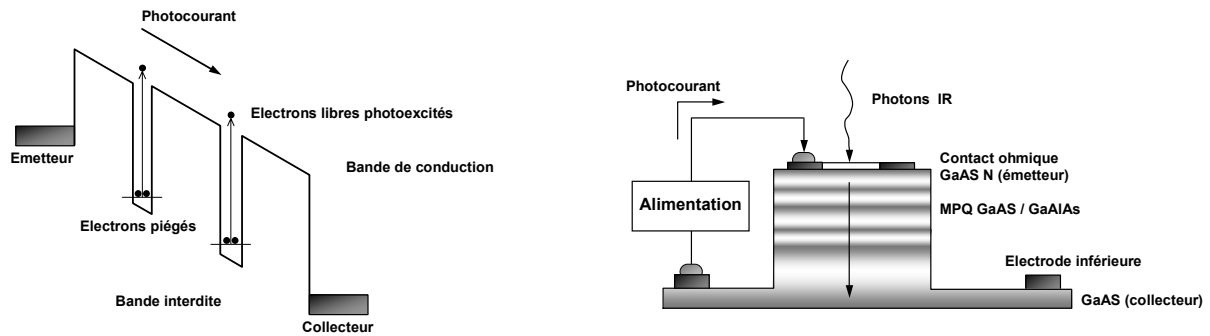 Photocourant
Electrons libres photoexcités
Emetteur
Bande de conduction
Electrons piégés
Bande interdite
Collecteur
Photocourant
Photons IR
Contact ohmique
GaAS N (émetteur)
Alimentation
MPQ GaAS / GaAlAs
Electrode inférieure
GaAS (collecteur)